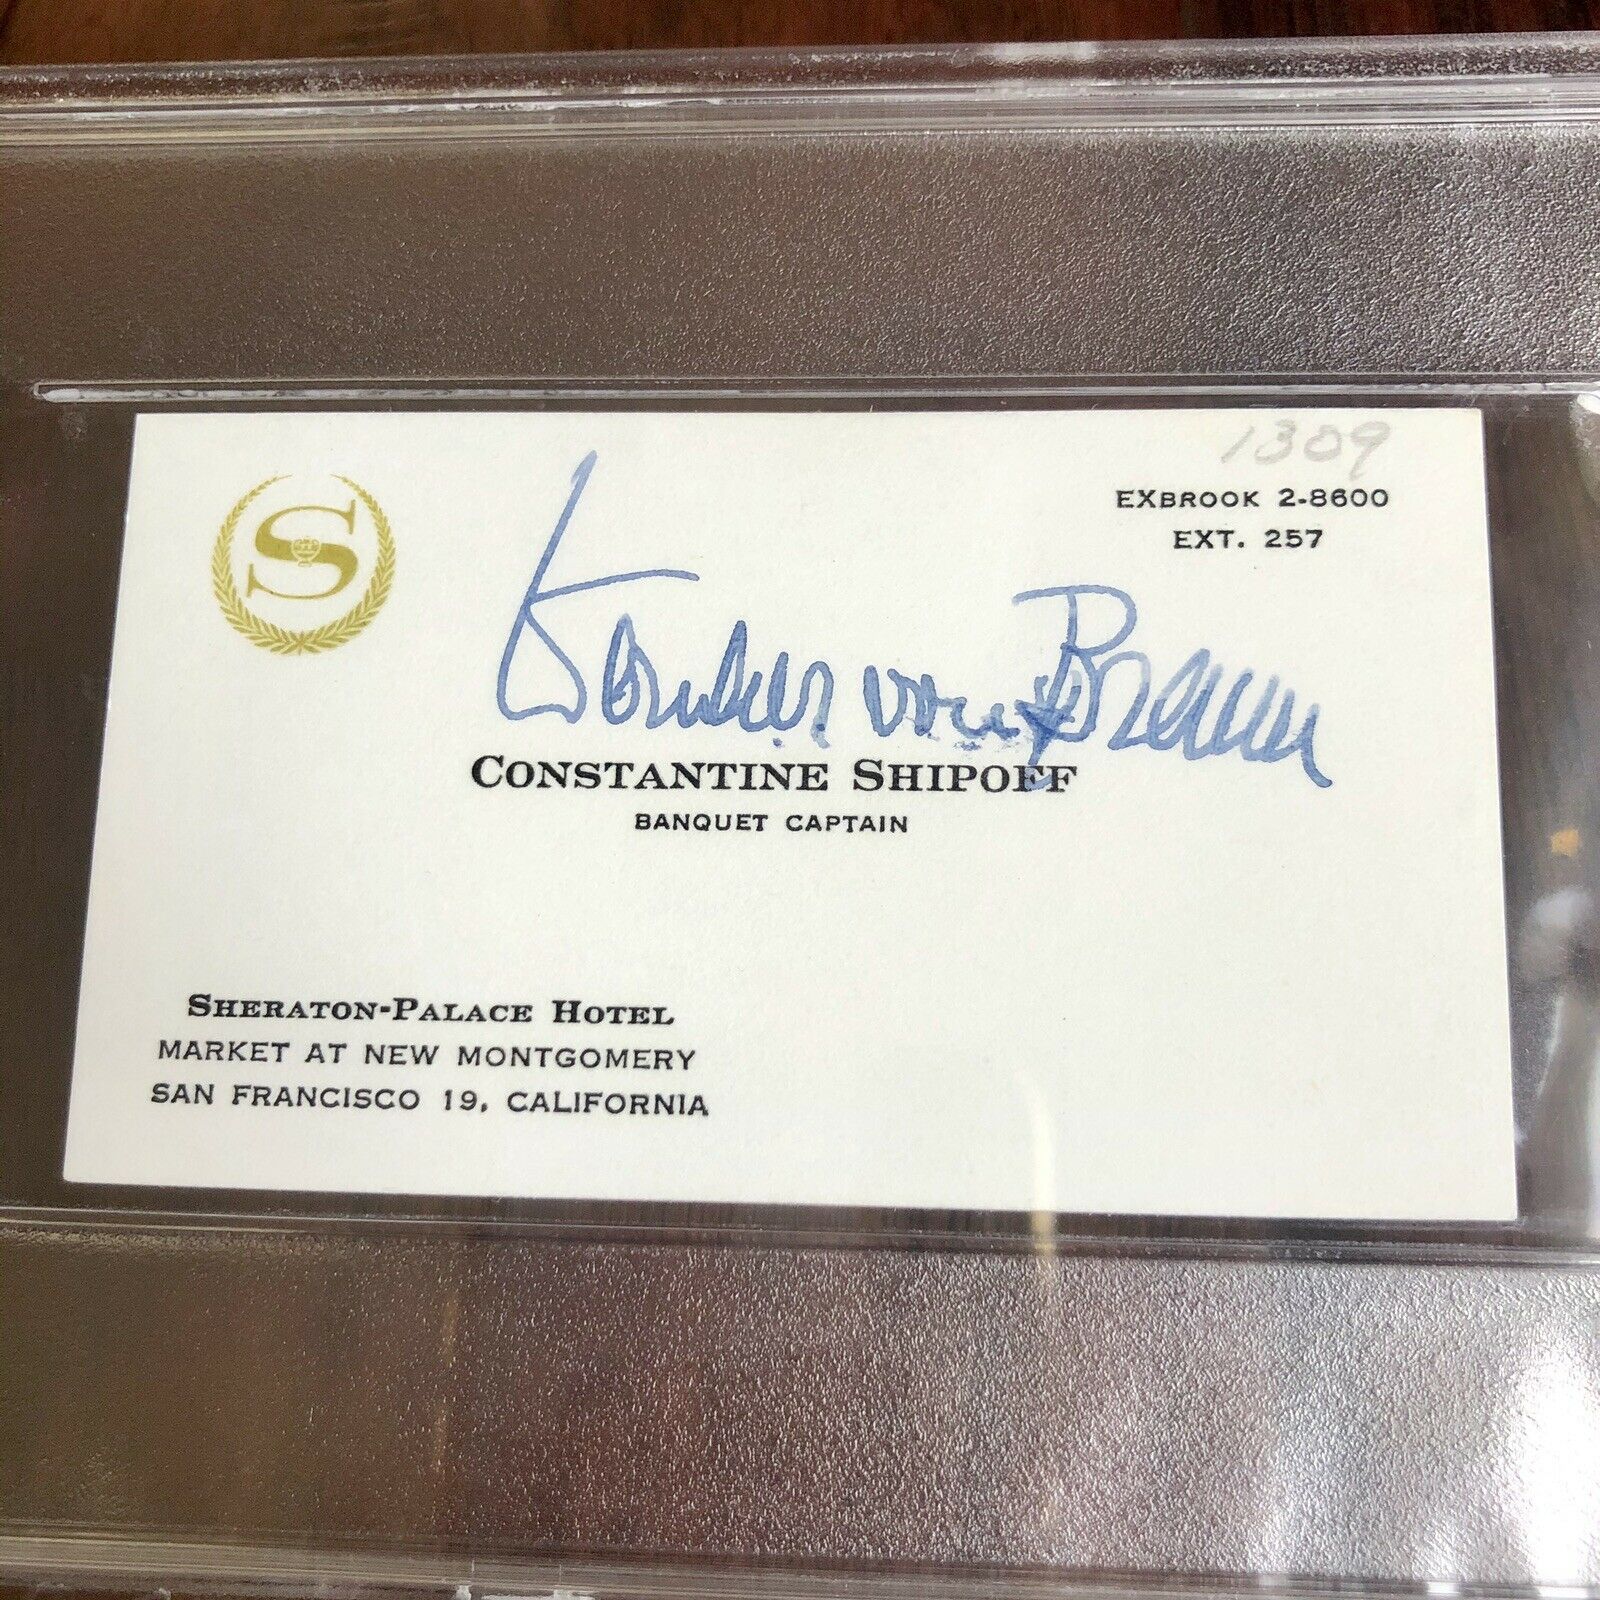 S
1309
EXBROOK 2-8600
EXT. 257
Wernher von Braun
CONSTANTINE SHIPOFF
BANQUET CAPTAIN
SHERATON-PALACE HOTEL
MARKET AT NEW MONTGOMERY
SAN FRANCISCO 19, CALIFORNIA